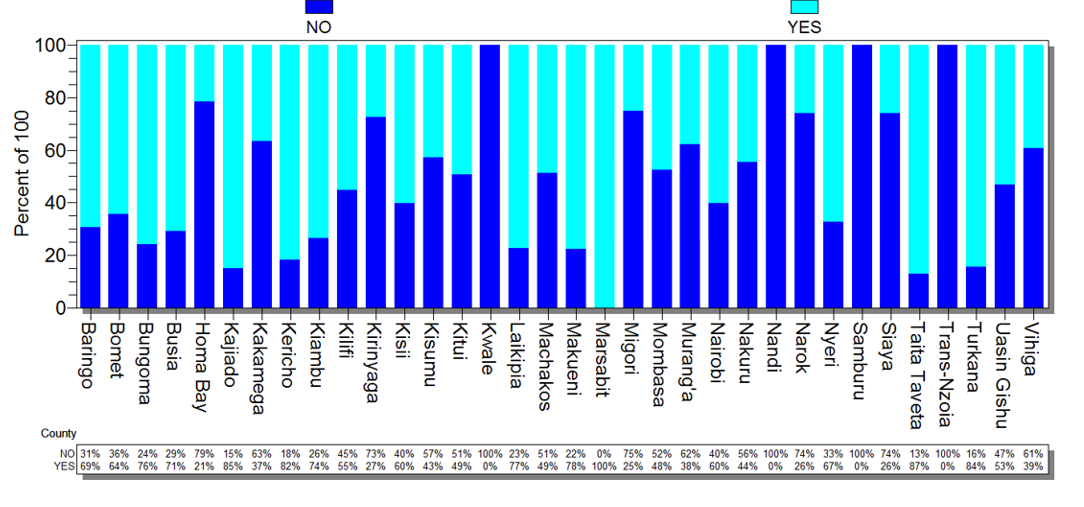 NO YES
100
80
60
40
20
0
Percent of 100
Baringo Bomet Bungoma Busia Homa Bay Kajiado Kakamega Kericho Kiambu Kilifi Kirinyaga Kisii Kisumu Kitui Kwale Laikipia Machakos Makueni Marsabit Migori Mombasa Murang'a Nairobi Nakuru Nandi Narok Nyeri Samburu Siaya Taita Taveta Trans-Nzoia Turkana Uasin Gishu Vihiga
County
NO 31% 36% 24% 29% 79% 15% 63% 18% 26% 45% 73% 40% 57% 51% 100% 23% 51% 22% 0% 75% 52% 62% 40% 56% 100% 74% 33% 100% 74% 13% 100% 16% 47% 61%
YES 69% 64% 76% 71% 21% 85% 37% 82% 74% 55% 27% 60% 43% 49% 0% 77% 49% 78% 100% 25% 48% 38% 60% 44% 0% 26% 67% 0% 26% 87% 0% 84% 53% 39%